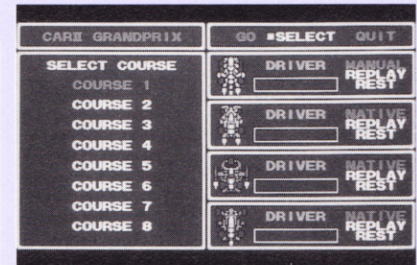 CARⅡ GRANDPRIX
GO ■SELECT QUIT
SELECT COURSE
COURSE 1
COURSE 2
COURSE 3
COURSE 4
COURSE 5
COURSE 6
COURSE 7
COURSE 8
DRIVER MANUAL
REPLAY
REST
DRIVER NATIVE
REPLAY
REST
DRIVER NATIVE
REPLAY
REST
DRIVER NATIVE
REPLAY
REST